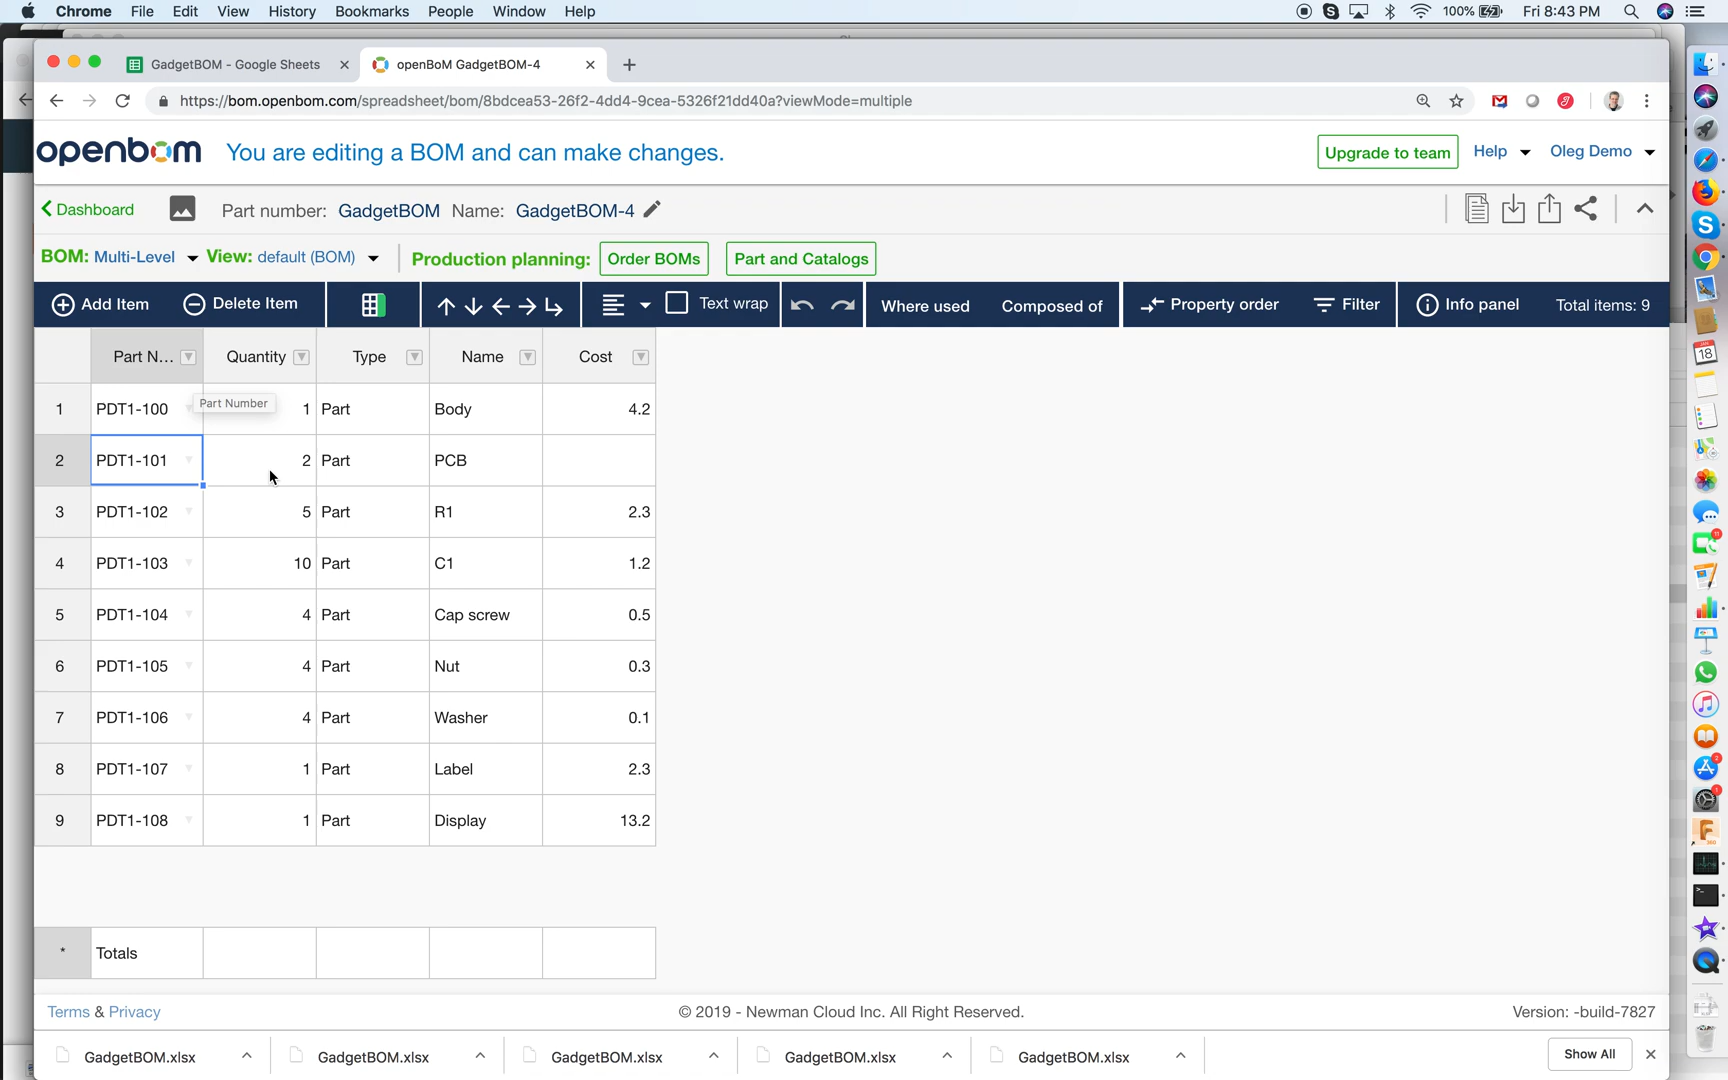 Chrome File Edit View History Bookmarks People Window Help 100% Fri 8:43 PM
GadgetBOM - Google Sheets openBoM GadgetBOM-4
https://bom.openbom.com/spreadsheet/bom/8bdcea53-26f2-4dd4-9cea-5326f21dd40a?viewMode=multiple
openbom You are editing a BOM and can make changes. Upgrade to team Help Oleg Demo
Dashboard Part number: GadgetBOM Name: GadgetBOM-4
BOM: Multi-Level View: default (BOM) Production planning: Order BOMs Part and Catalogs
Add Item Delete Item Text wrap Where used Composed of Property order Filter Info panel Total items: 9
Part N... Quantity Type Name Cost
1 PDT1-100 1 Part Body 4.2
Part Number
2 PDT1-101 2 Part PCB
3 PDT1-102 5 Part R1 2.3
4 PDT1-103 10 Part C1 1.2
5 PDT1-104 4 Part Cap screw 0.5
6 PDT1-105 4 Part Nut 0.3
7 PDT1-106 4 Part Washer 0.1
8 PDT1-107 1 Part Label 2.3
9 PDT1-108 1 Part Display 13.2
* Totals
Terms & Privacy © 2019 - Newman Cloud Inc. All Right Reserved. Version: -build-7827
GadgetBOM.xlsx GadgetBOM.xlsx GadgetBOM.xlsx GadgetBOM.xlsx GadgetBOM.xlsx Show All
JAN
18
11
2
1
360